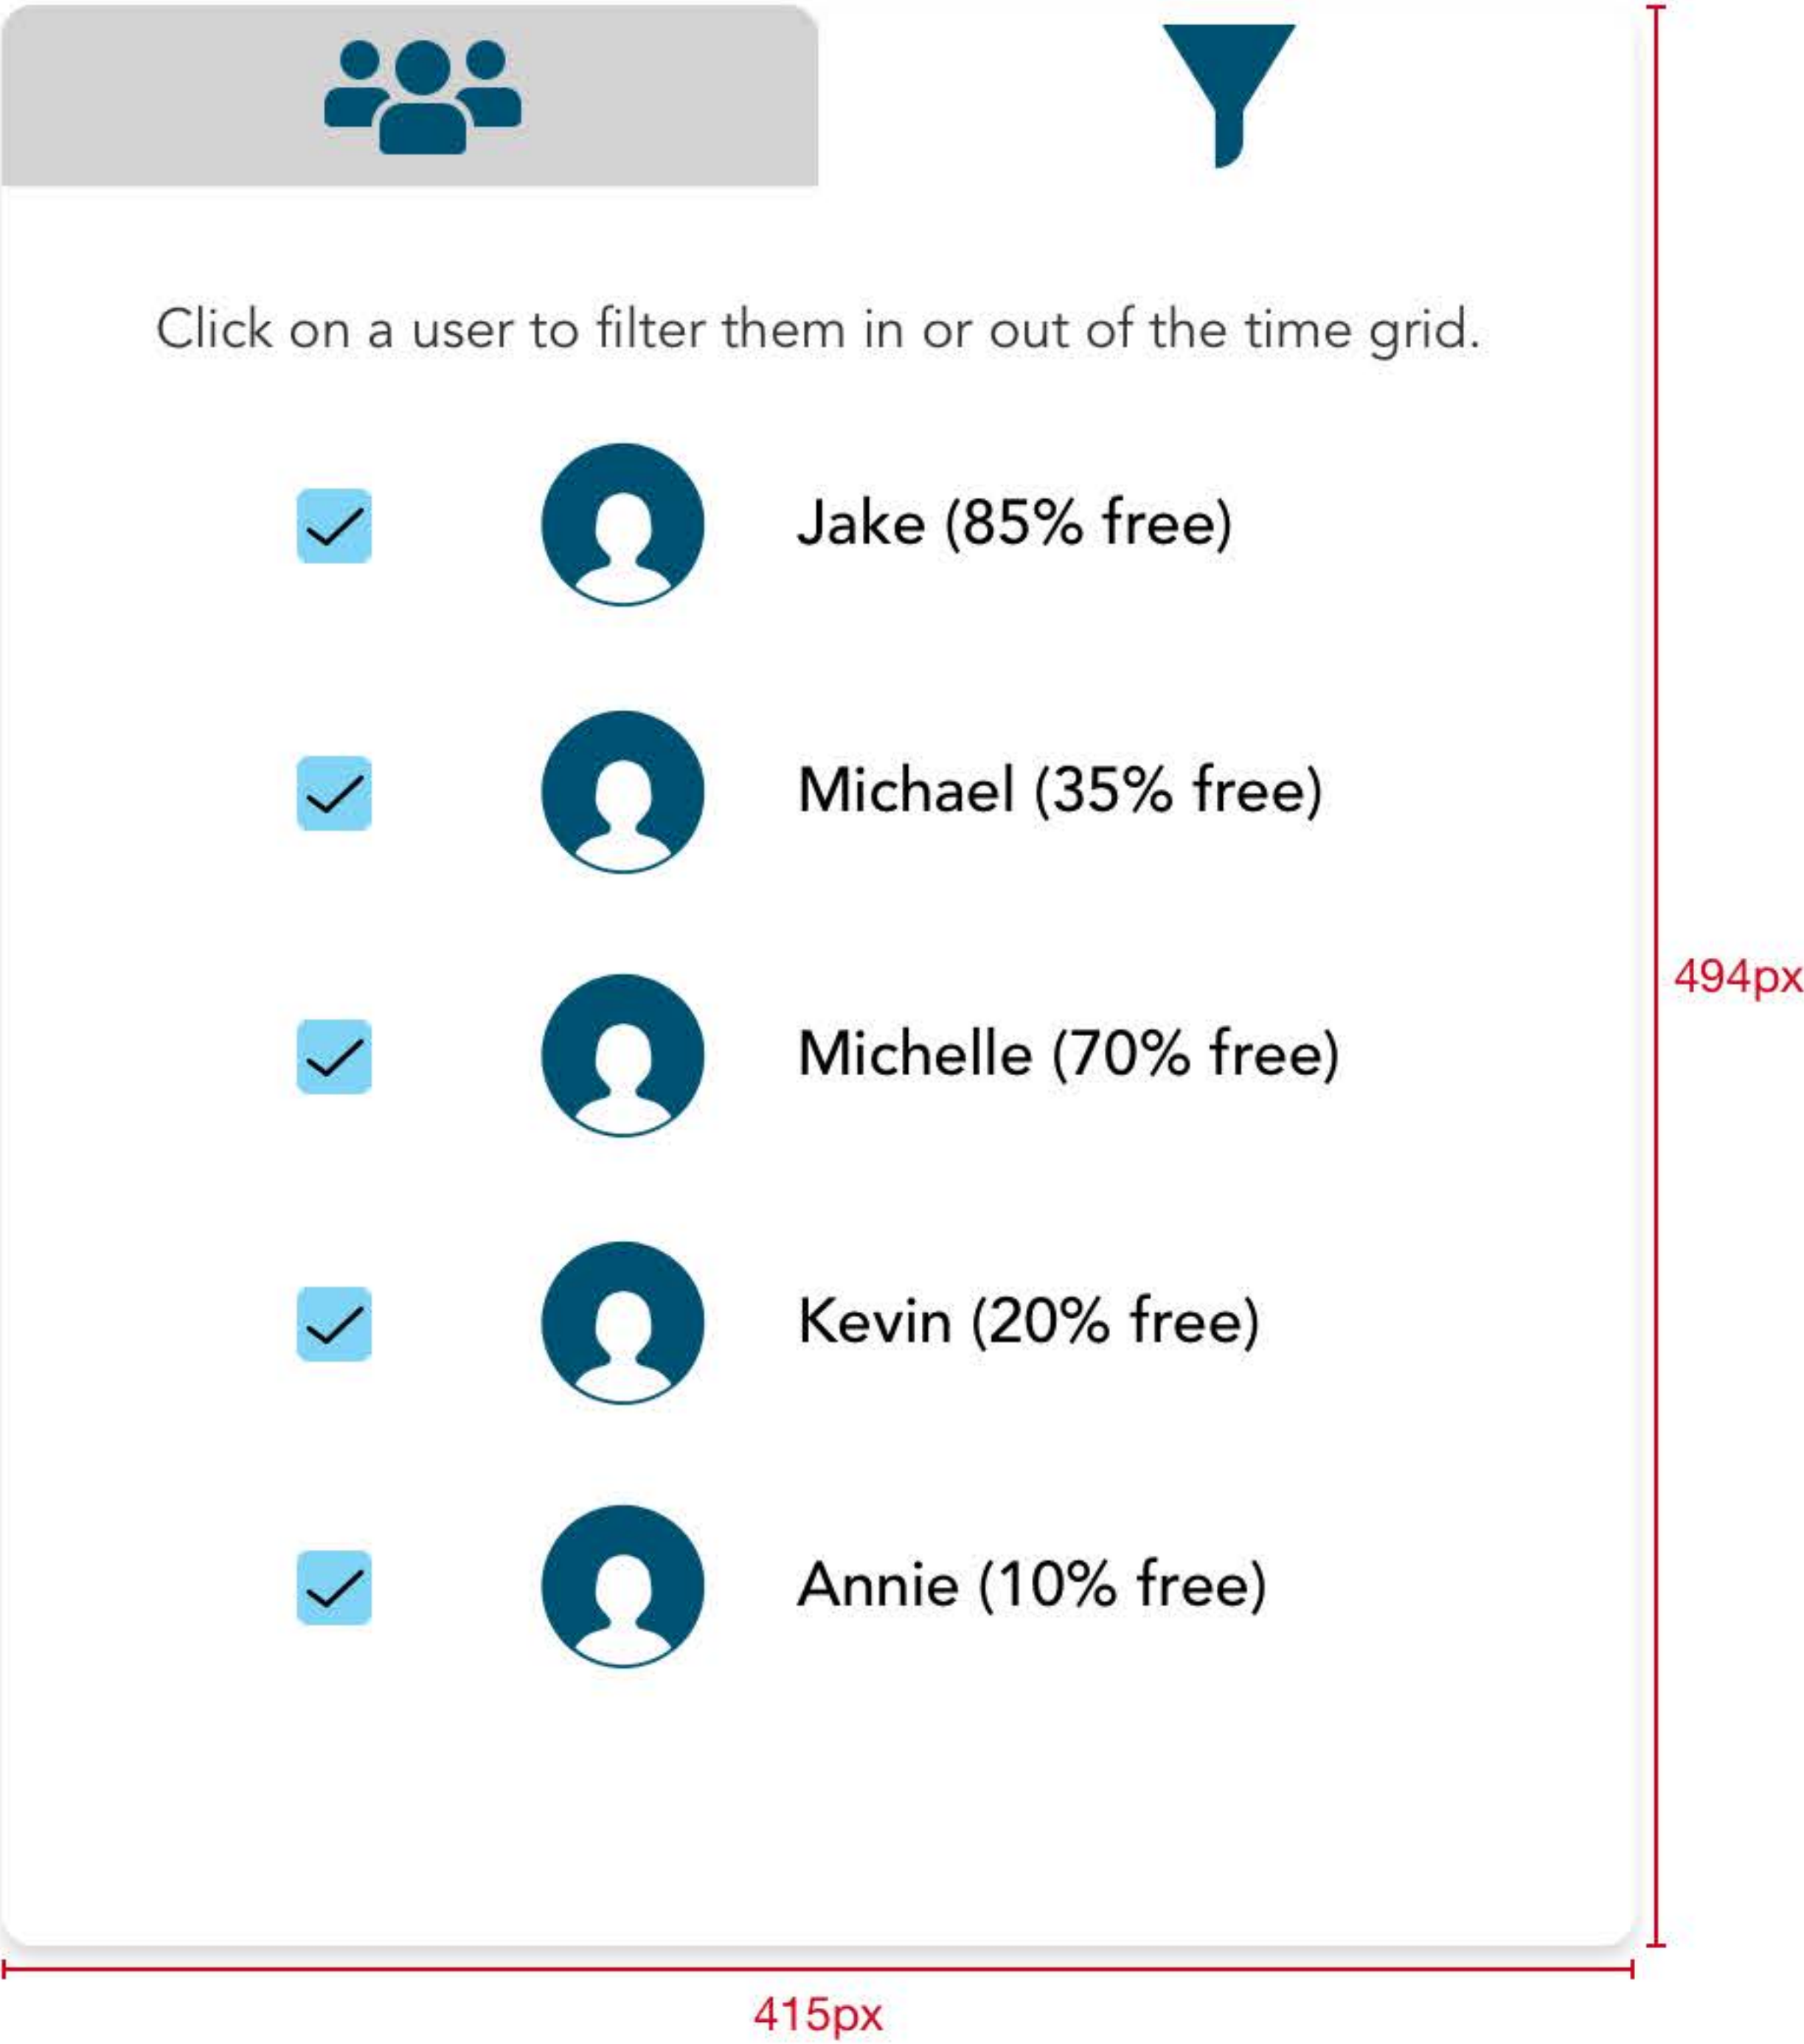 Click on a user to filter them in or out of the time grid.
Jake (85% free)
Michael (35% free)
494px
Michelle (70% free)
Kevin (20% free)
Annie (10% free)
415px